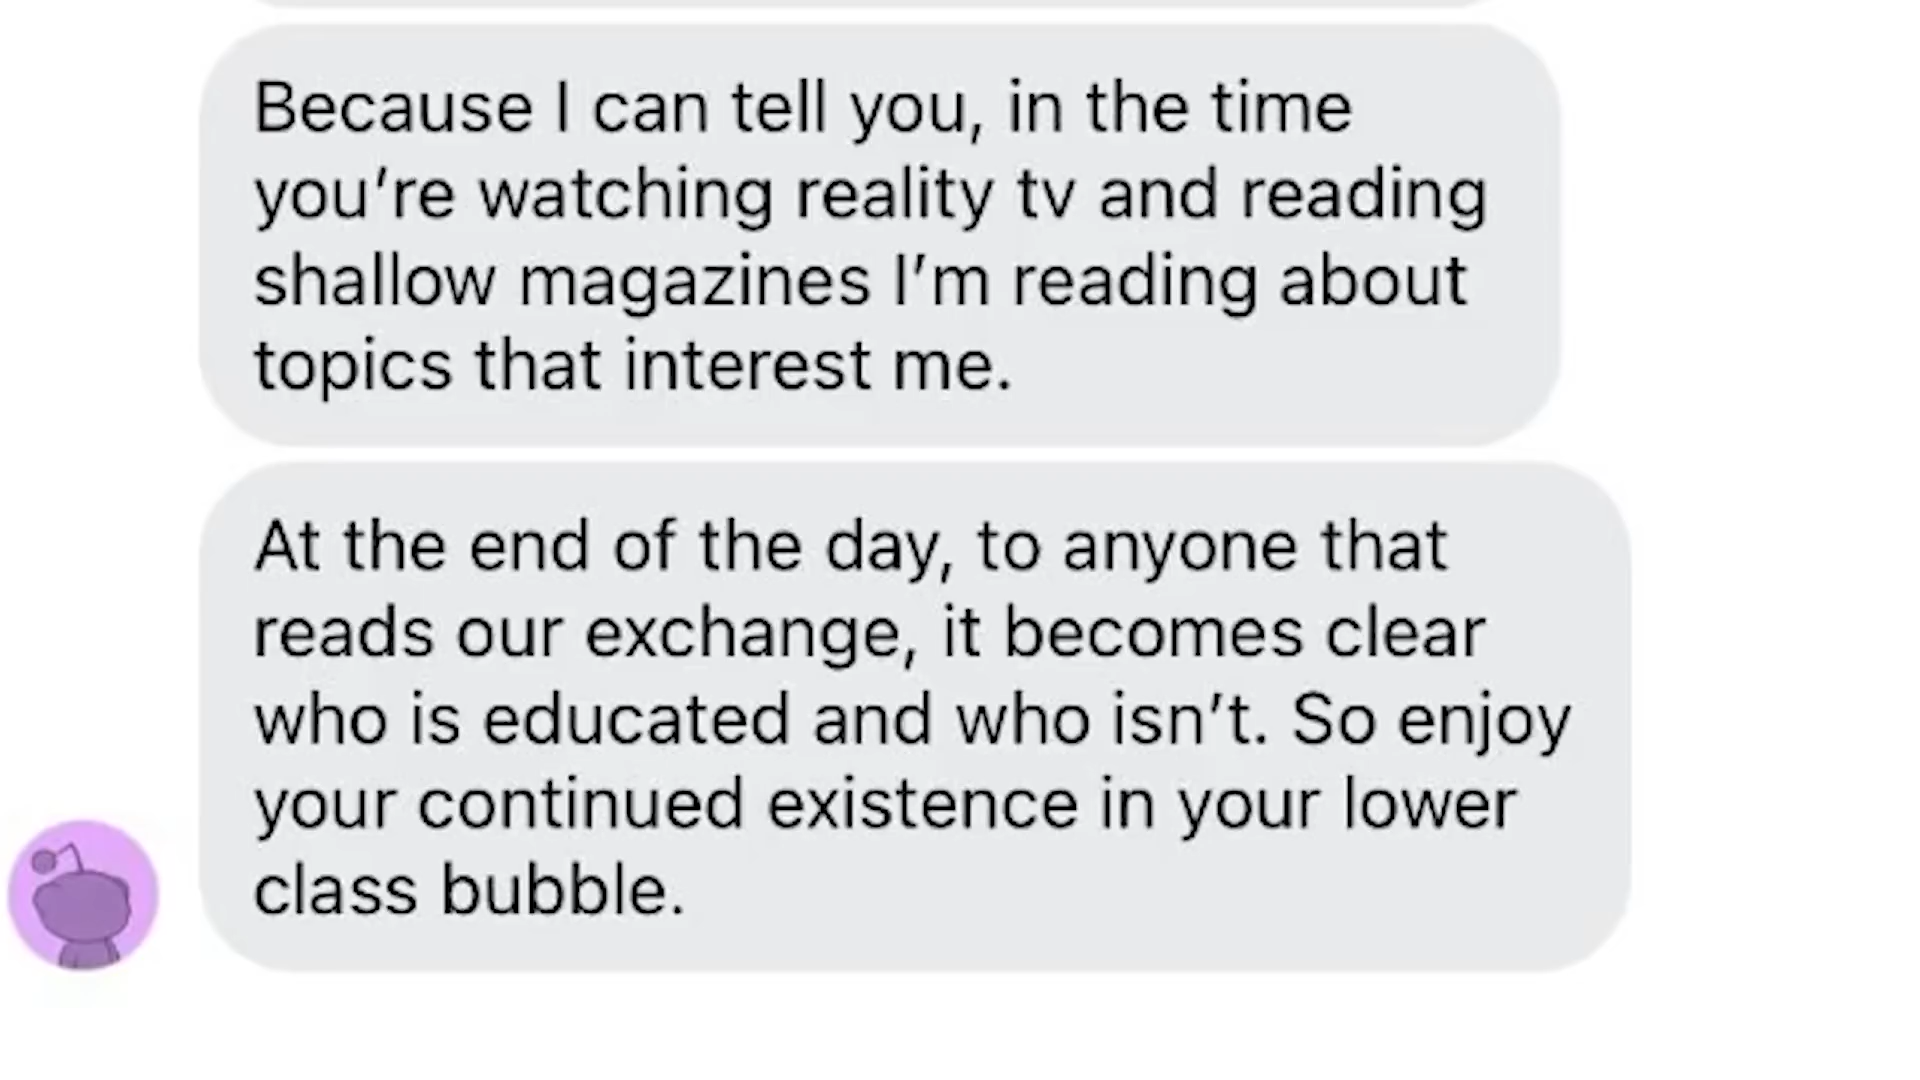 Because I can tell you, in the time
you’re watching reality tv and reading
shallow magazines I’m reading about
topics that interest me.
At the end of the day, to anyone that
reads our exchange, it becomes clear
who is educated and who isn’t. So enjoy
your continued existence in your lower
class bubble.